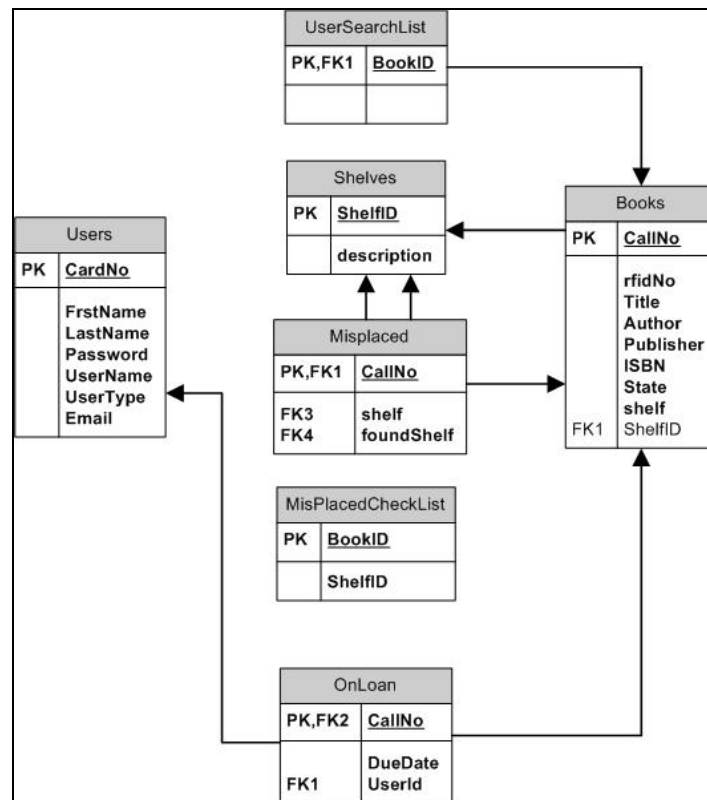 UserSearchList
PK,FK1 BookID
Shelves
PK ShelfID
description
Books
PK CallNo
rfidNo
Title
Author
Publisher
ISBN
State
shelf
FK1 ShelfID
Users
PK CardNo
FrstName
LastName
Password
UserName
UserType
Email
Misplaced
PK,FK1 CallNo
FK3 shelf
FK4 foundShelf
MisPlacedCheckList
PK BookID
ShelfID
OnLoan
PK,FK2 CallNo
DueDate
FK1 UserId